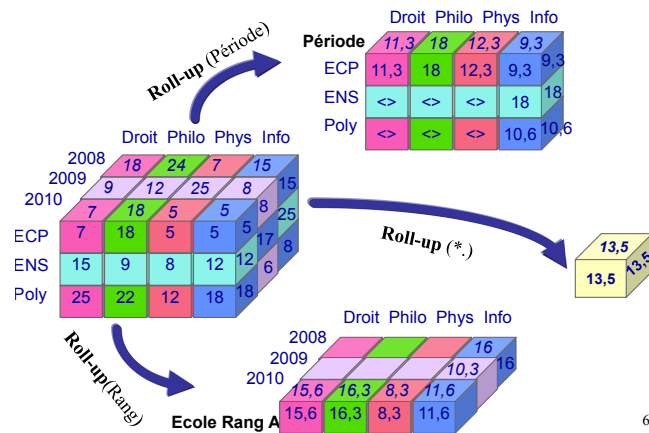 Droit Philo Phys Info
Période 11,3 18 12,3 9,3
ECP 11,3 18 12,3 9,3 9,3
ENS <> <> <> 18 18
Poly <> <> <> 10,6 10,6
Roll-up (Période)
Droit Philo Phys Info
2008 18 24 7 15
2009 9 12 25 8 15
2010 7 18 5 5 8 25
ECP 7 18 5 5 5 17 8
ENS 15 9 8 12 12 6
Poly 25 22 12 18 18
Roll-up (*.)
13,5
13,5 13,5
Roll-up(Rang)
Droit Philo Phys Info
2008 16
2009 10,3 16
2010 15,6 16,3 8,3 11,6
Ecole Rang A 15,6 16,3 8,3 11,6
6